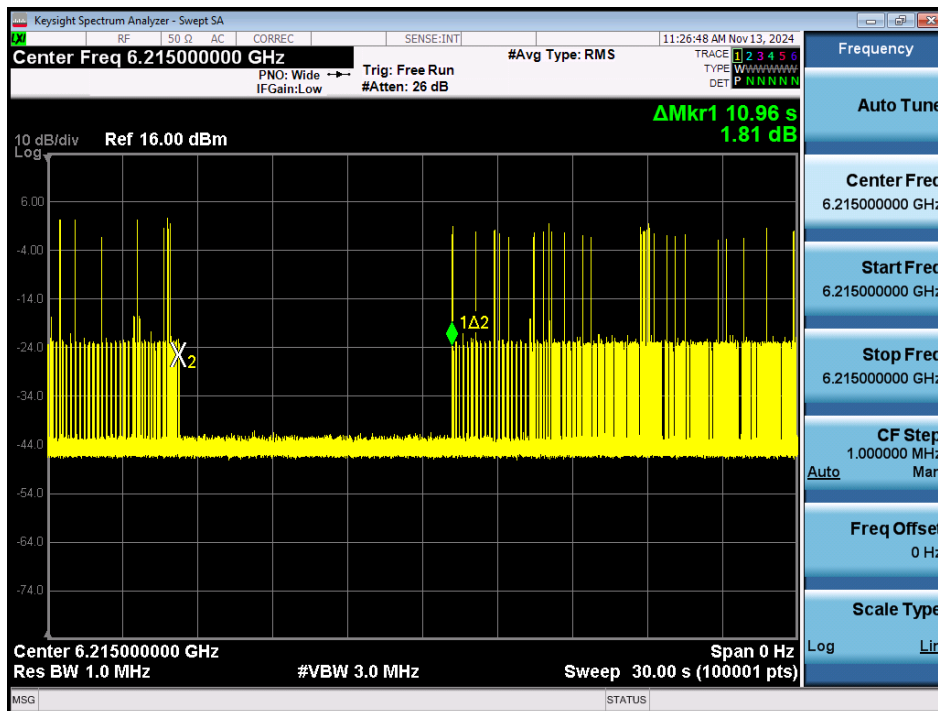 Keysight Spectrum Analyzer - Swept SA
LXI RF 50 Ω AC CORREC SENSE:INT 11:26:48 AM Nov 13, 2024
Center Freq 6.215000000 GHz
PNO: Wide
IFGain:Low
Trig: Free Run
#Atten: 26 dB
#Avg Type: RMS
TRACE 1 2 3 4 5 6
TYPE WWWWWW
DET P N N N N N
ΔMkr1 10.96 s
1.81 dB
10 dB/div
Log
Ref 16.00 dBm
6.00
-4.00
-14.0
-24.0
-34.0
-44.0
-54.0
-64.0
-74.0
1Δ2
X2
Center 6.215000000 GHz
Span 0 Hz
Res BW 1.0 MHz
#VBW 3.0 MHz
Sweep 30.00 s (100001 pts)
MSG
STATUS
Frequency
Auto Tune
Center Freq
6.215000000 GHz
Start Freq
6.215000000 GHz
Stop Freq
6.215000000 GHz
CF Step
1.000000 MHz
Auto Man
Freq Offset
0 Hz
Scale Type
Log Lin